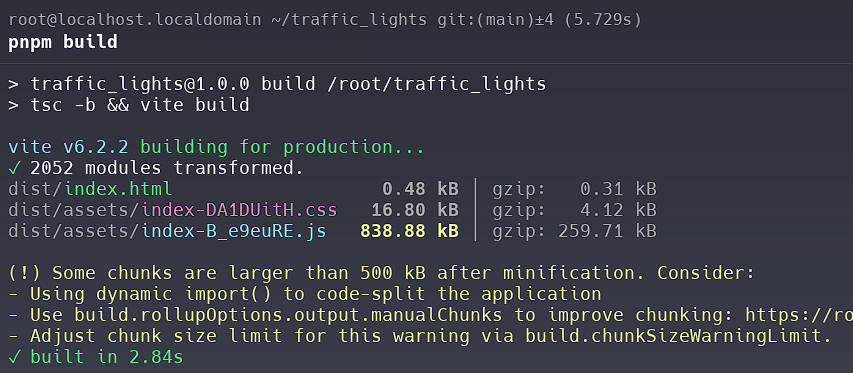 root@localhost.localdomain ~/traffic_lights git:(main)±4 (5.729s)
pnpm build
> traffic_lights@1.0.0 build /root/traffic_lights
> tsc -b && vite build
vite v6.2.2 building for production...
✓ 2052 modules transformed.
dist/index.html                   0.48 kB │ gzip:   0.31 kB
dist/assets/index-DA1DUitH.css   16.80 kB │ gzip:   4.12 kB
dist/assets/index-B_e9euRE.js   838.88 kB │ gzip: 259.71 kB
(!) Some chunks are larger than 500 kB after minification. Consider:
- Using dynamic import() to code-split the application
- Use build.rollupOptions.output.manualChunks to improve chunking: https://ro
- Adjust chunk size limit for this warning via build.chunkSizeWarningLimit.
✓ built in 2.84s